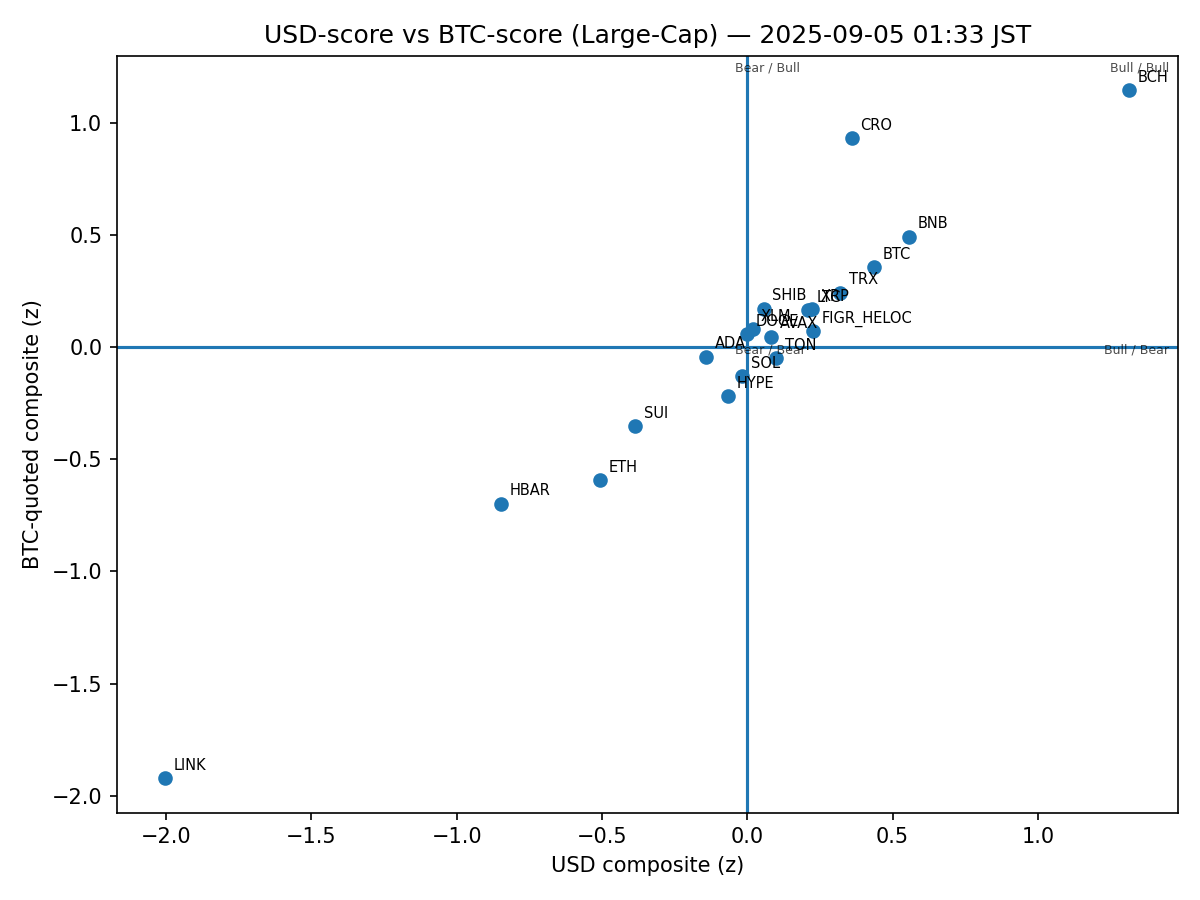 USD-score vs BTC-score (Large-Cap) — 2025-09-05 01:33 JST
Bear / Bull
Bull / Bull
BCH
CRO
BNB
BTC
TRX
SHIB
LTC
XRP
XLM
DOGE
AVAX
FIGR_HELOC
ADA
TON
Bear / Bear
Bull / Bear
SOL
HYPE
SUI
ETH
HBAR
LINK
1.0
0.5
0.0
−0.5
−1.0
−1.5
−2.0
BTC-quoted composite (z)
−2.0 −1.5 −1.0 −0.5 0.0 0.5 1.0
USD composite (z)